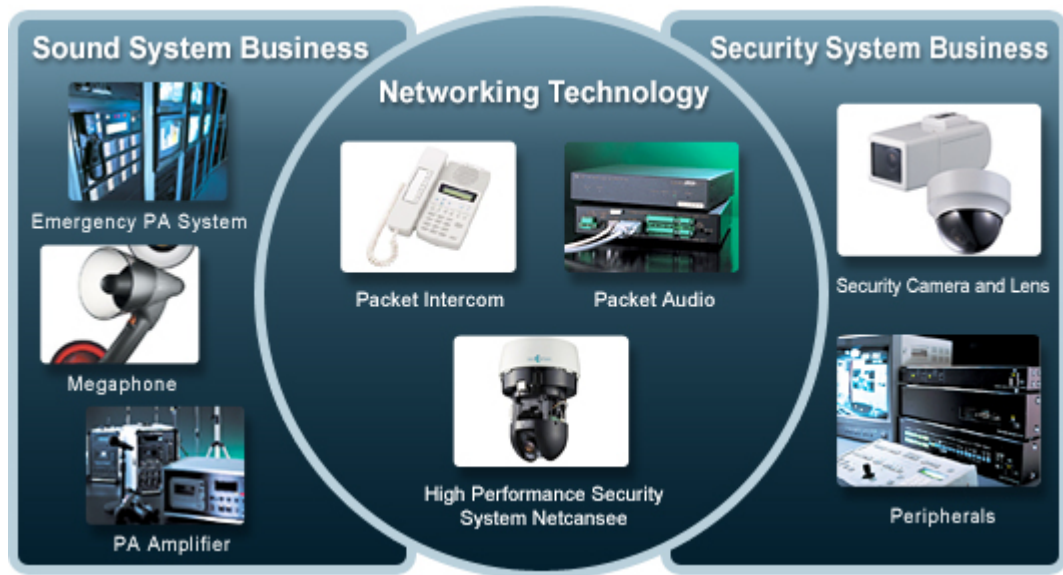 Sound System Business
Emergency PA System
Megaphone
PA Amplifier
Networking Technology
Packet Intercom
Packet Audio
High Performance Security
System Netcansee
Security System Business
Security Camera and Lens
Peripherals